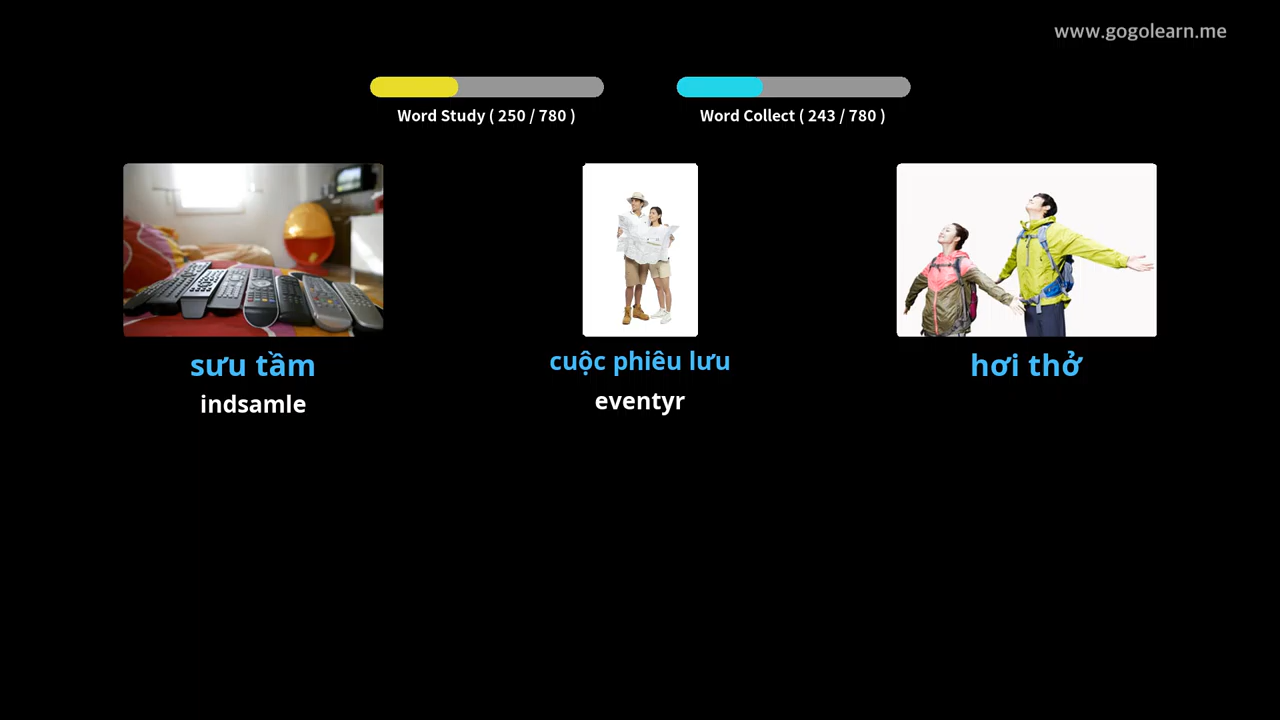 www.gogolearn.me
Word Study ( 250 / 780 )
Word Collect ( 243 / 780 )
sưu tầm
indsamle
cuộc phiêu lưu
eventyr
hơi thở